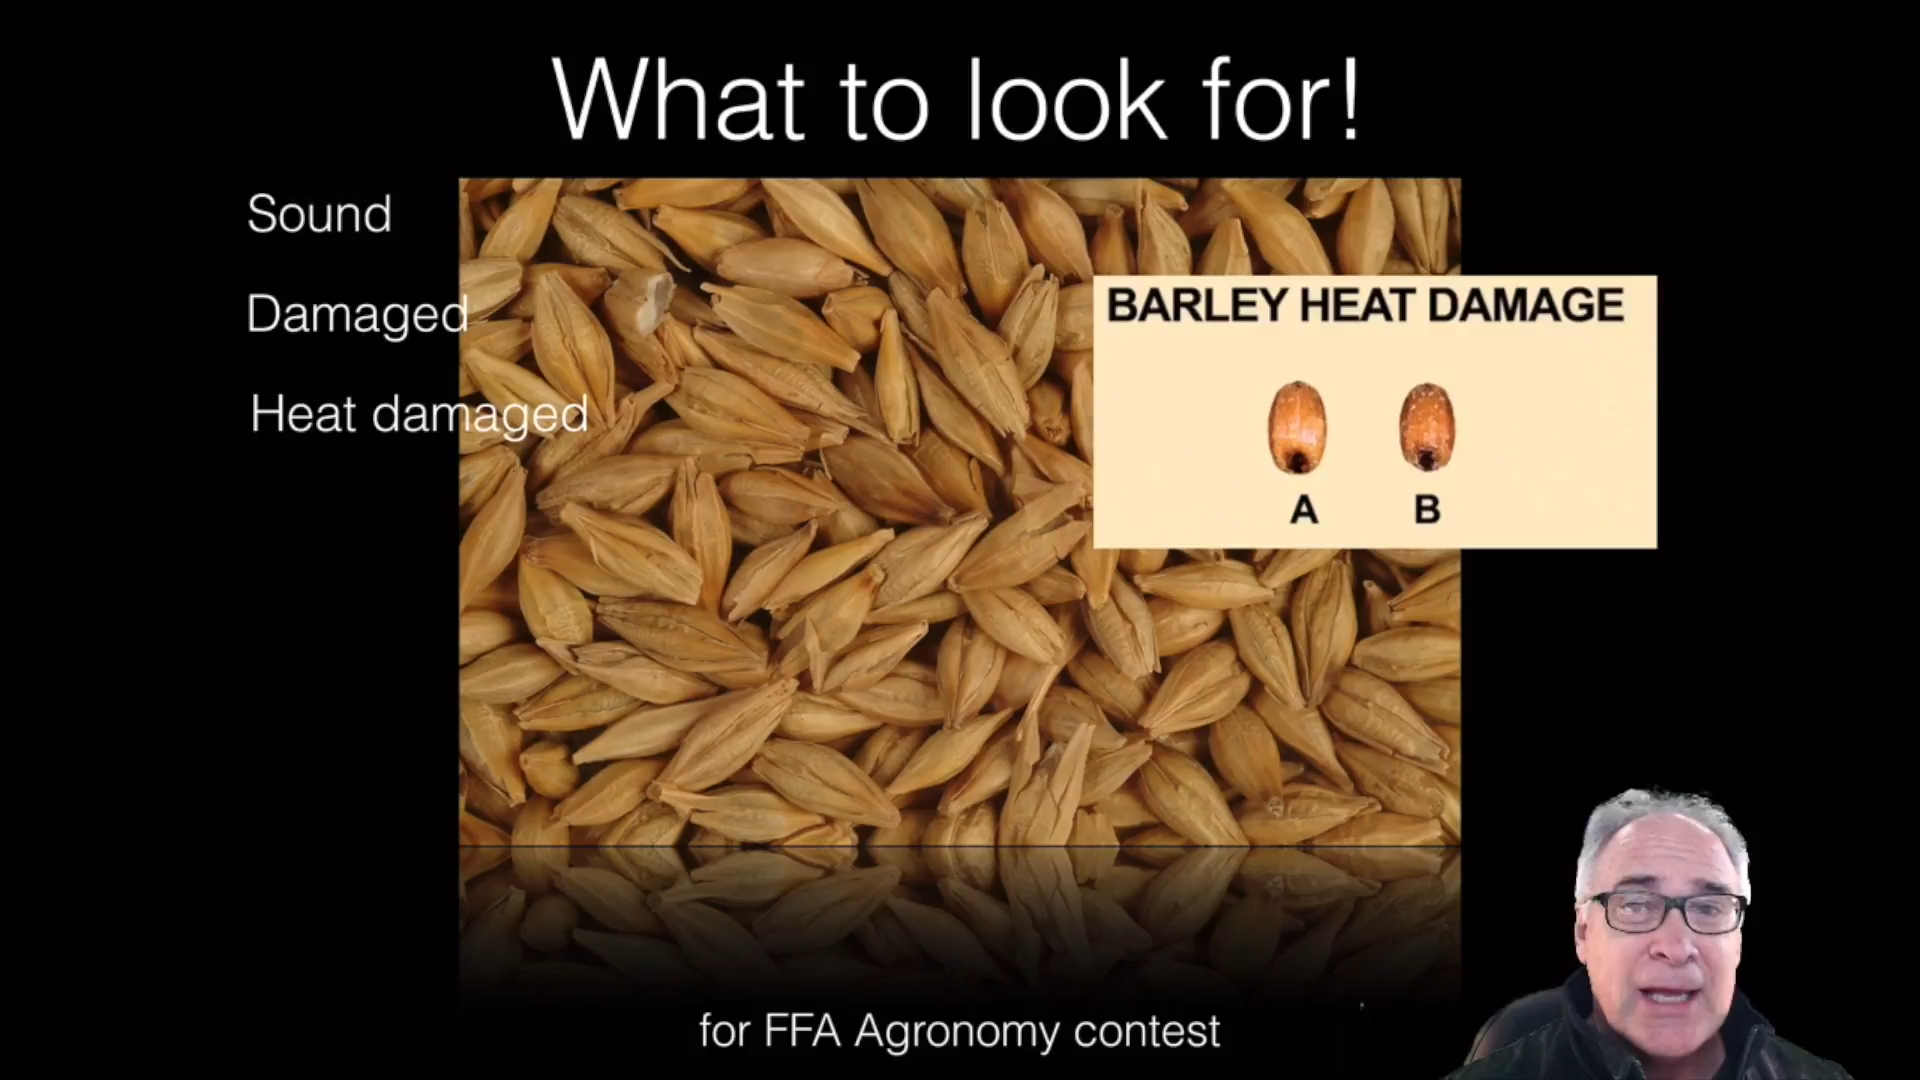 What to look for!
Sound
Damaged
Heat damaged
BARLEY HEAT DAMAGE
A B
for FFA Agronomy contest